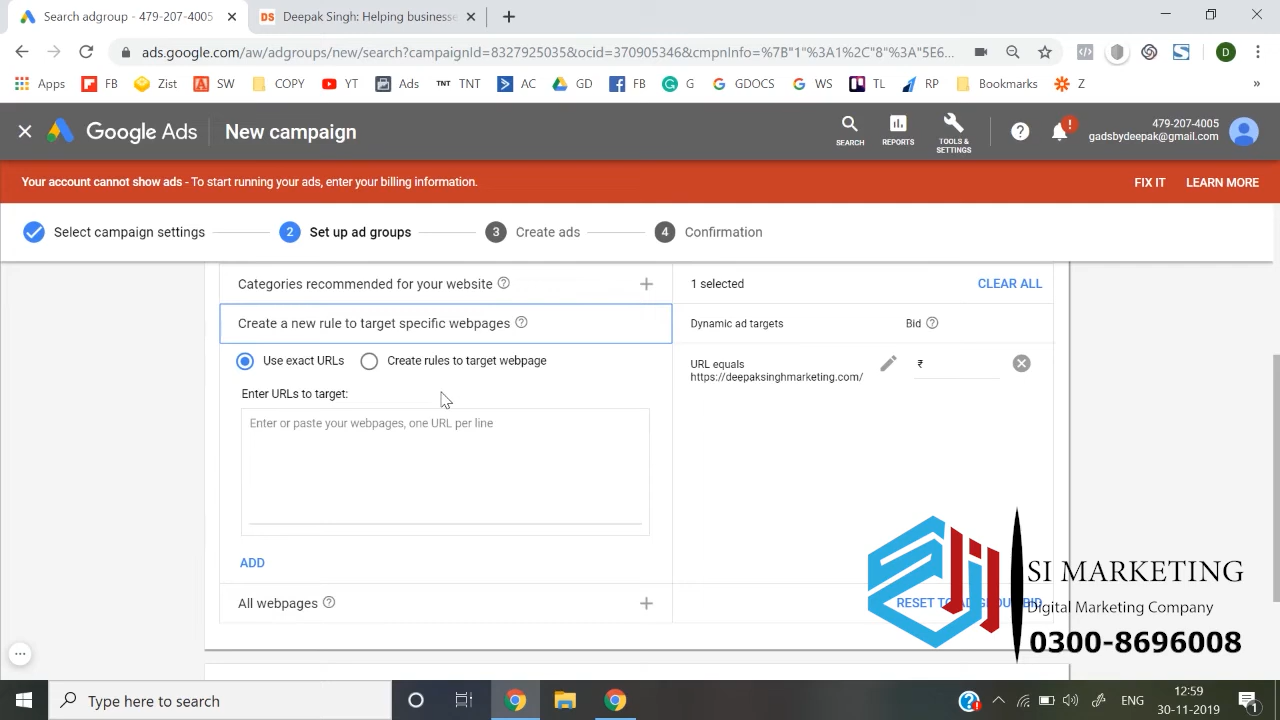 Search adgroup - 479-207-4005
DS Deepak Singh: Helping businesse
ads.google.com/aw/adgroups/new/search?campaignId=8327925035&ocid=370905346&cmpnInfo=%7B"1"%3A1%2C"8"%3A"5E6...
D
Apps FB Zist SW COPY YT Ads TNT TNT AC GD FB G GDOCS WS TL RP Bookmarks Z »
Google Ads New campaign
SEARCH REPORTS TOOLS & SETTINGS
479-207-4005
gadsbydeepak@gmail.com
Your account cannot show ads - To start running your ads, enter your billing information.
FIX IT LEARN MORE
Select campaign settings 2 Set up ad groups 3 Create ads 4 Confirmation
Categories recommended for your website
1 selected CLEAR ALL
Create a new rule to target specific webpages
Dynamic ad targets Bid
Use exact URLs Create rules to target webpage
URL equals
https://deepaksinghmarketing.com/
₹
Enter URLs to target:
Enter or paste your webpages, one URL per line
ADD
All webpages
SI MARKETING
Digital Marketing Company
0300-8696008
Type here to search
ENG
12:59
30-11-2019
1